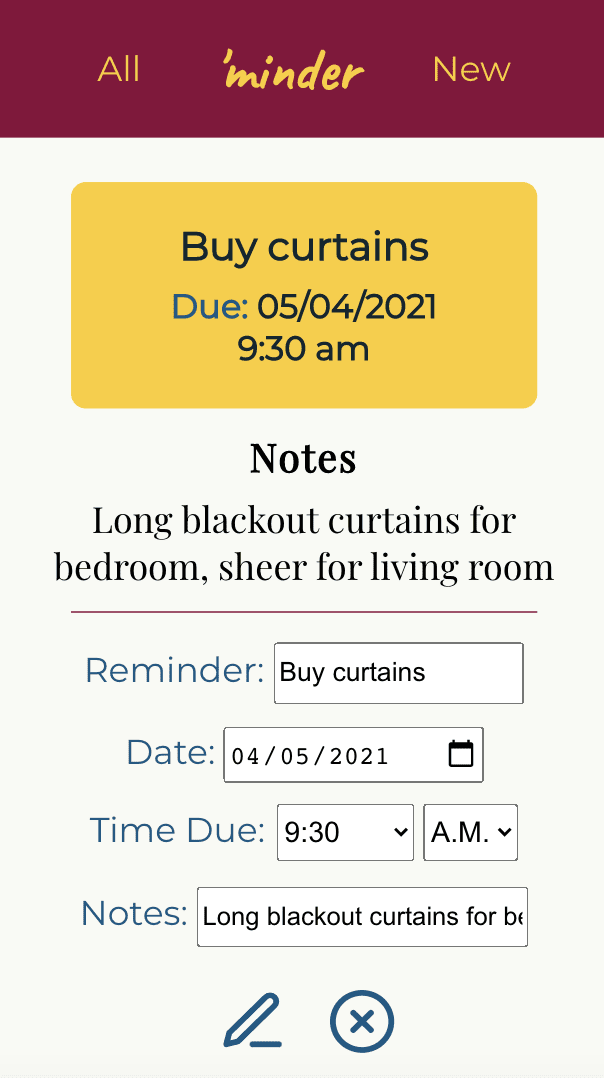 All 'minder New
Buy curtains
Due: 05/04/2021
9:30 am
Notes
Long blackout curtains for
bedroom, sheer for living room
Reminder: Buy curtains
Date: 04/05/2021
Time Due: 9:30 A.M.
Notes: Long blackout curtains for be